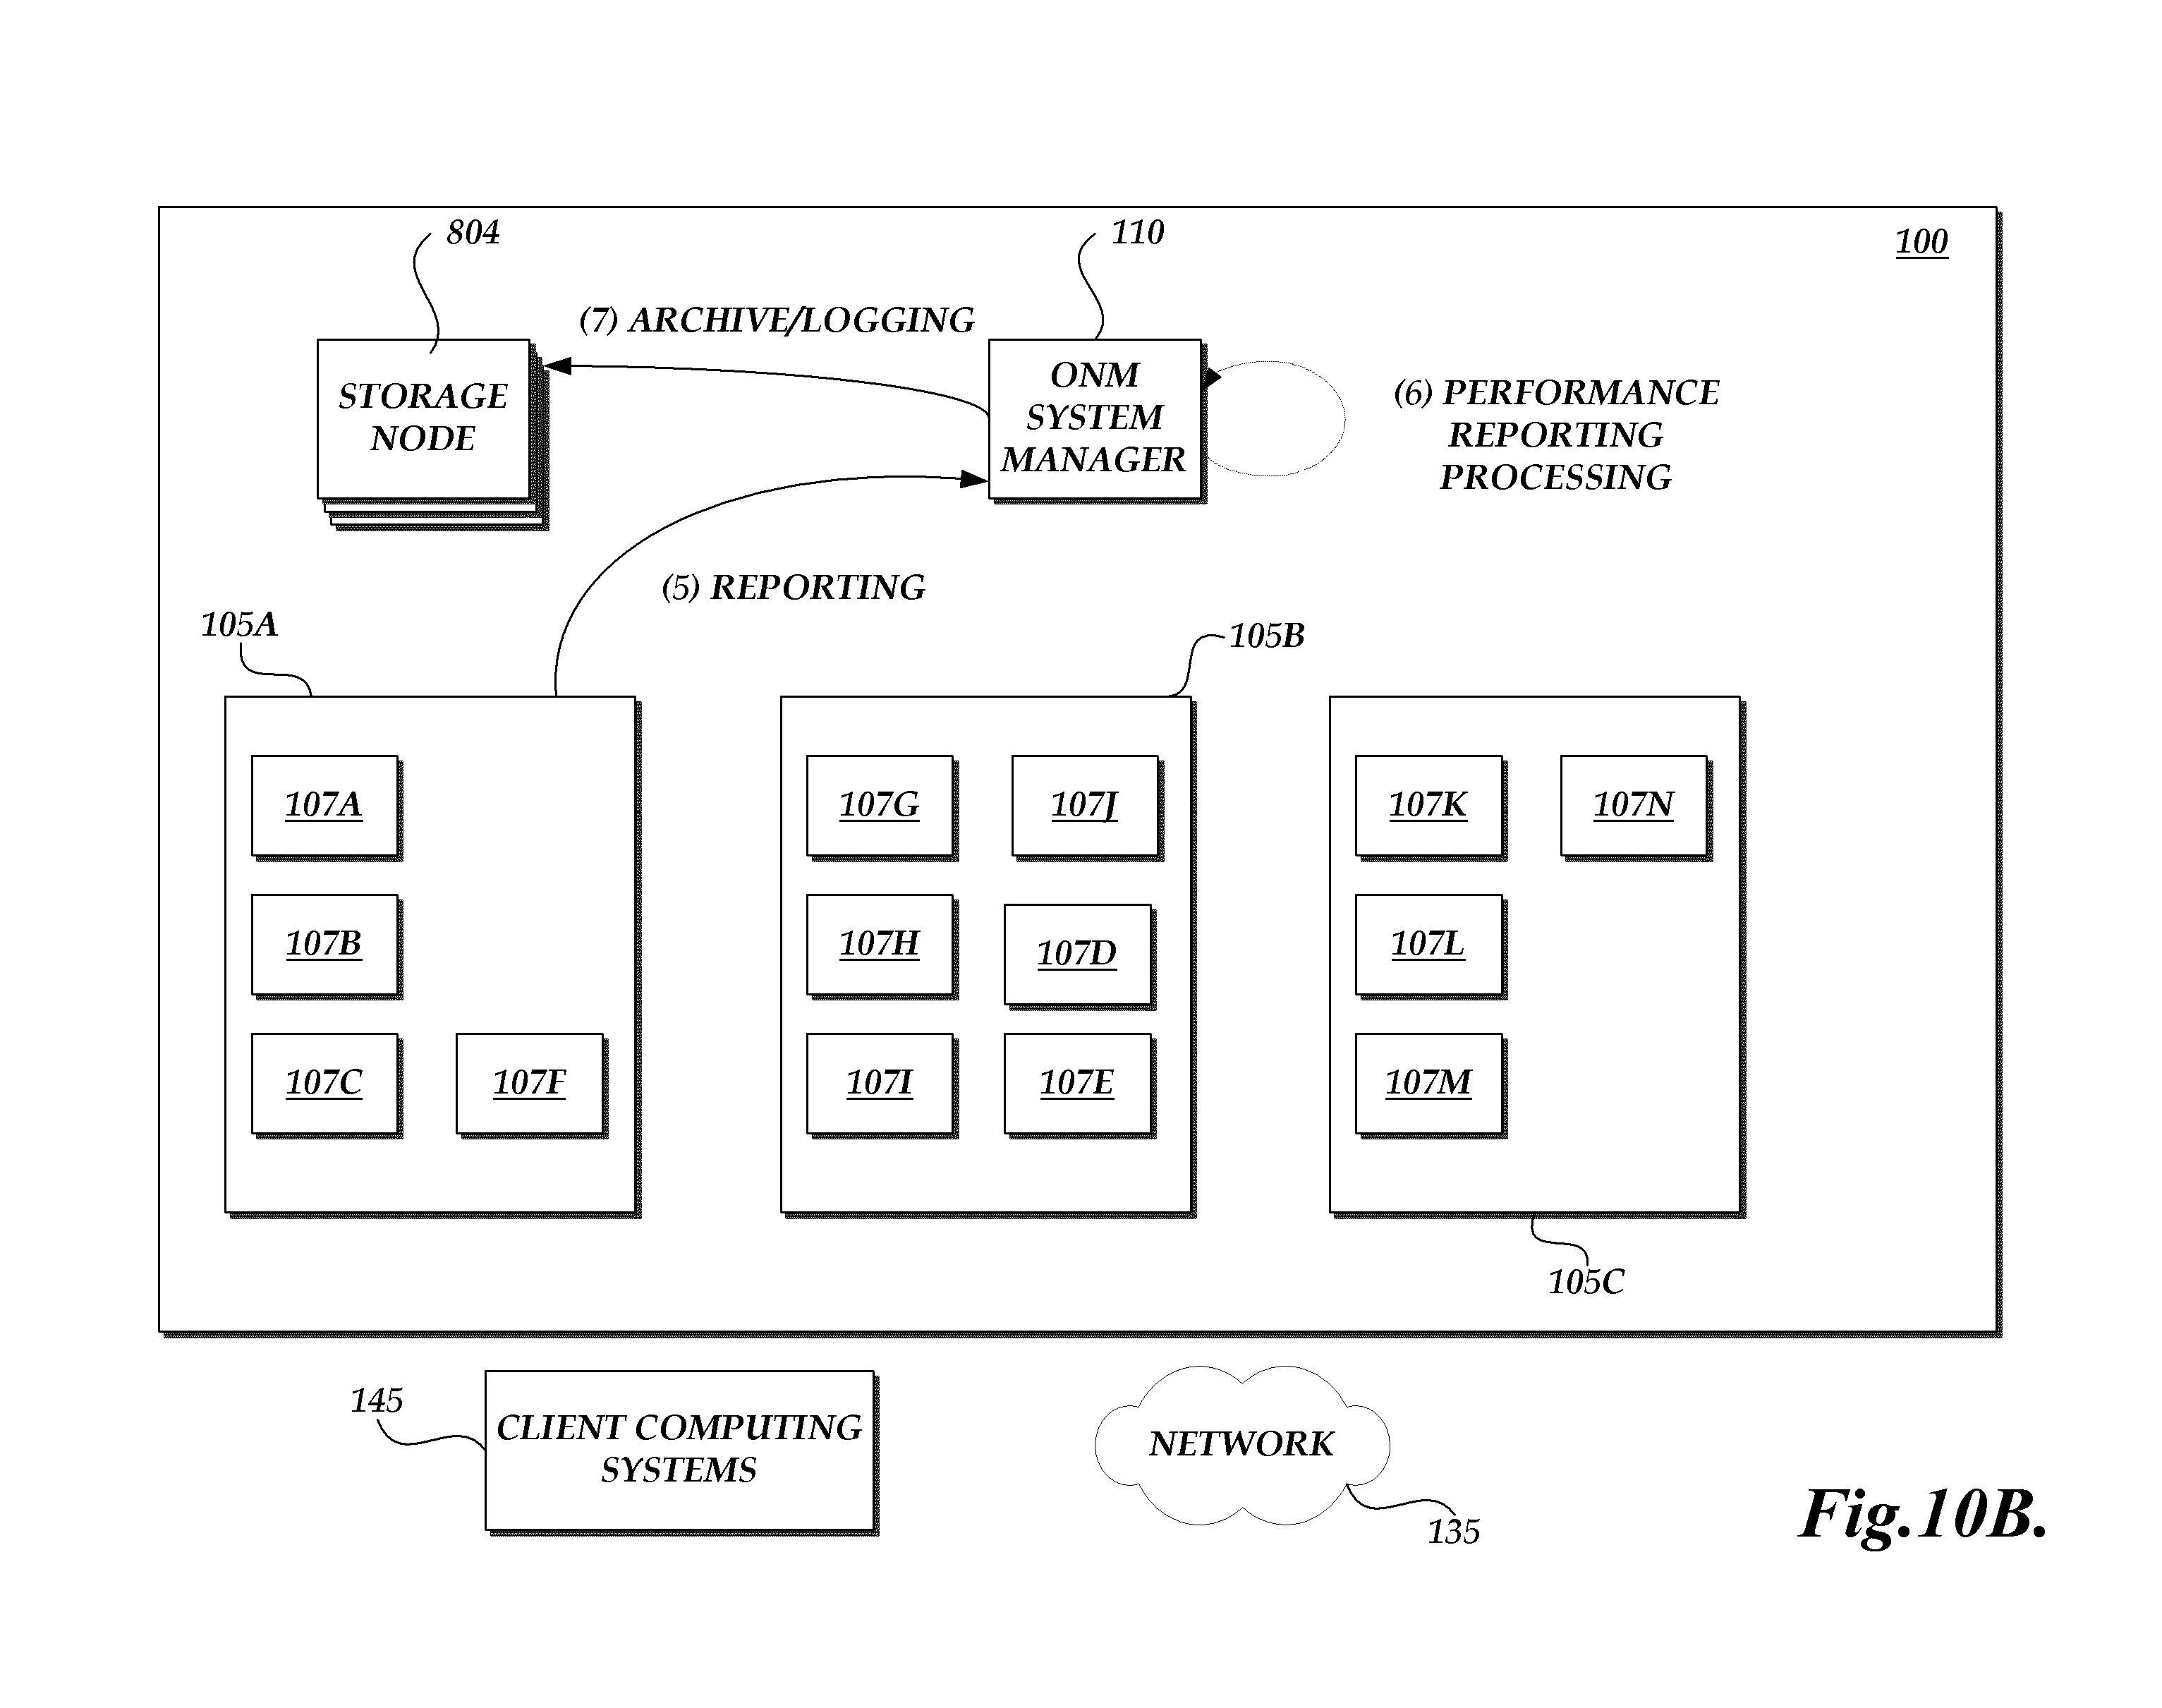 804
110
100
(7) ARCHIVE/LOGGING
STORAGE
NODE
ONM
SYSTEM
MANAGER
(6) PERFORMANCE
REPORTING
PROCESSING
(5) REPORTING
105A
105B
107A
107B
107C
107F
107G
107J
107H
107D
107I
107E
107K
107N
107L
107M
105C
145
CLIENT COMPUTING
SYSTEMS
NETWORK
135
Fig.10B.